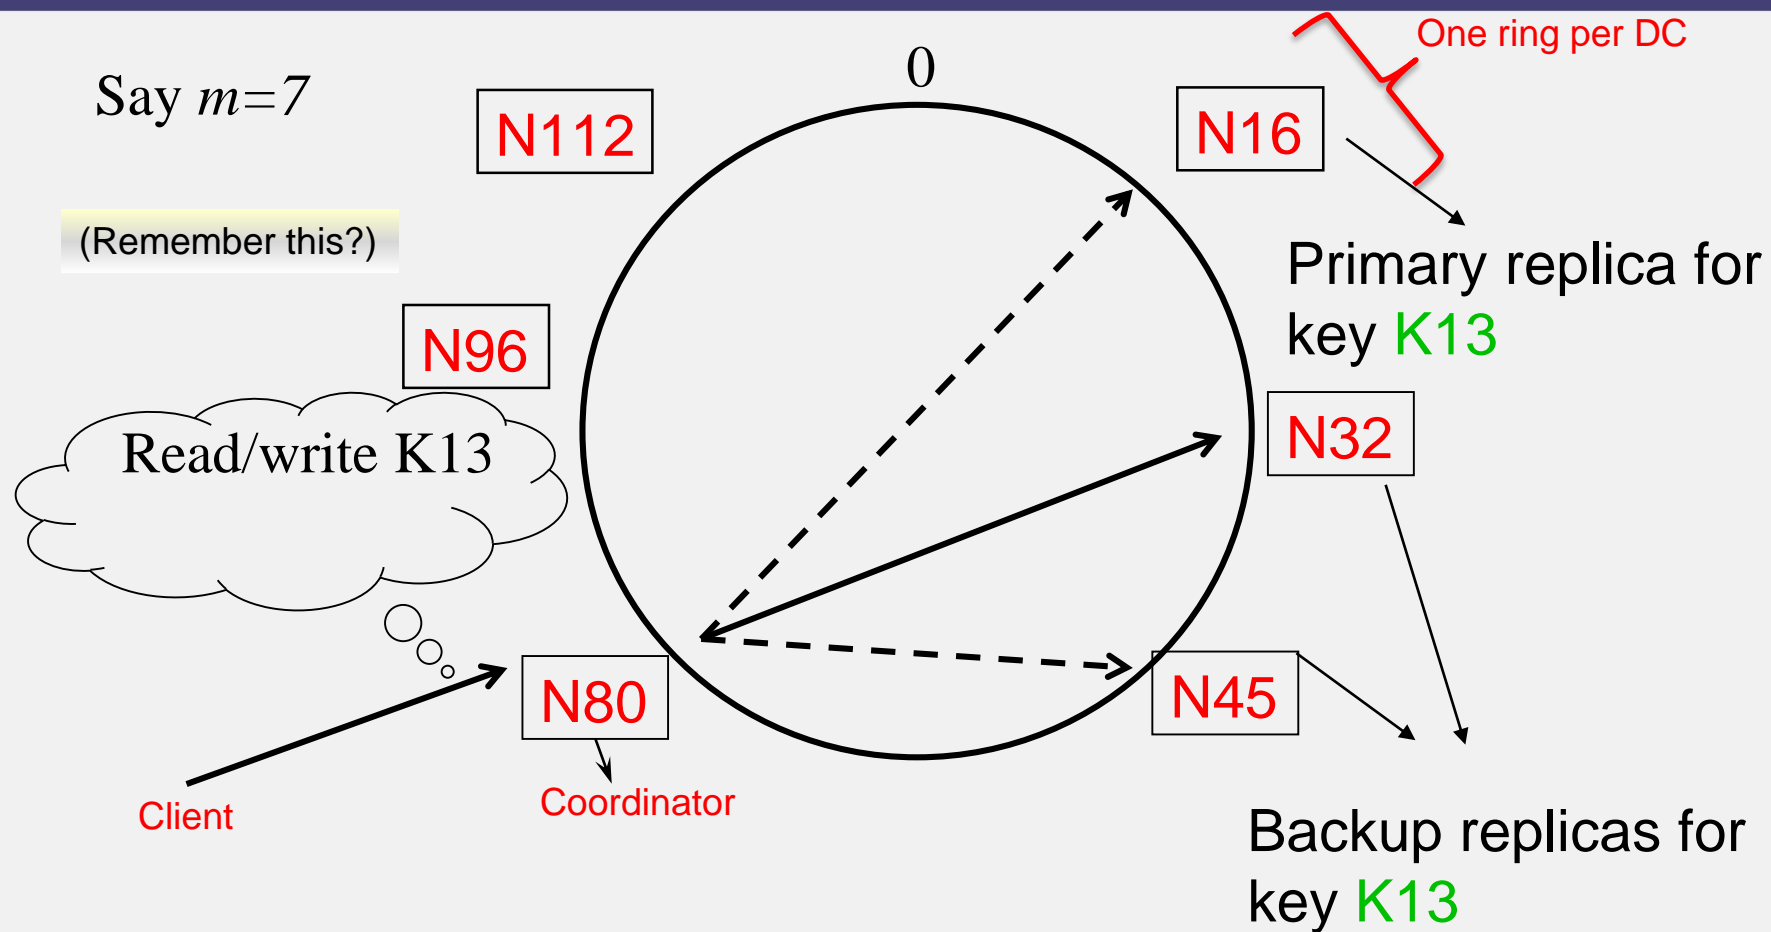 One ring per DC
0
Say m=7
N112
N16
(Remember this?)
Primary replica for
key K13
N96
N32
Read/write K13
N80
N45
Client
Coordinator
Backup replicas for
key K13